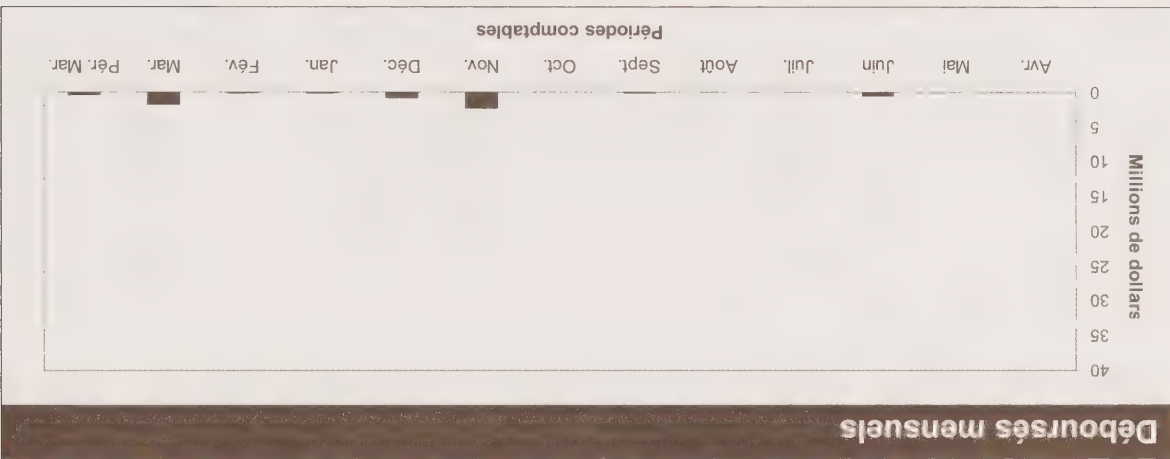 Déboursés mensuels
Millions de dollars
40
35
30
25
20
15
10
5
0
Avr. Mai Juin Juil. Août Sept. Oct. Nov. Déc. Jan. Fév. Mar. Pér. Mar.
Périodes comptables